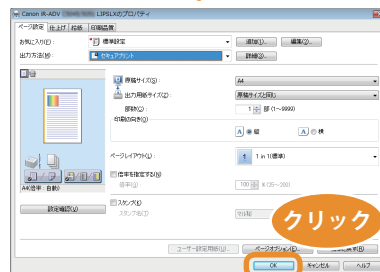 Canon iR-ADV LIPSLXのプロパティ
ページ設定 仕上げ 給紙 印刷品質
お気に入り(F): 標準設定 追加(1)... 編集(2)...
出力方法(M): セキュアプリント 詳細(3)...
原稿サイズ(S): A4
出力用紙サイズ(Z): 原稿サイズと同じ
部数(C): 1 部 (1～9999)
印刷の向き(O)
A 縦 A 横
ページレイアウト(L): 1 1 in 1(標準)
A4(倍率: 自動)
倍率を指定する(N)
倍率(G): 100 % (25～200)
設定確認(V)
スタンプ(K)
スタンプ名(T):
クリック
ユーザー設定用紙(U)... ページオプション(E)...
OK キャンセル ヘルプ